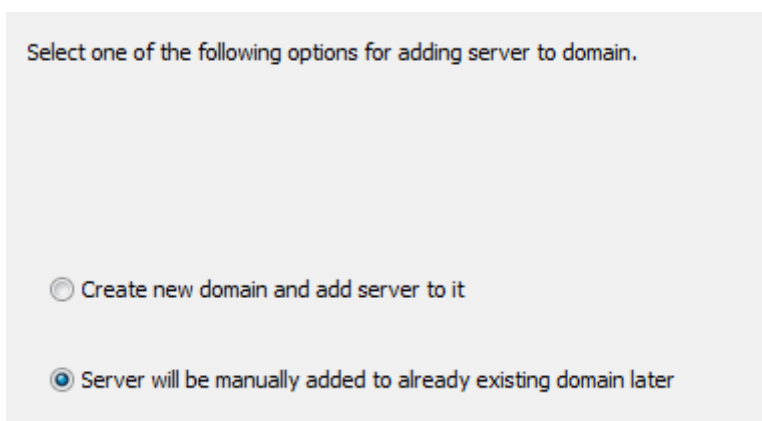 Select one of the following options for adding server to domain.
Create new domain and add server to it
Server will be manually added to already existing domain later